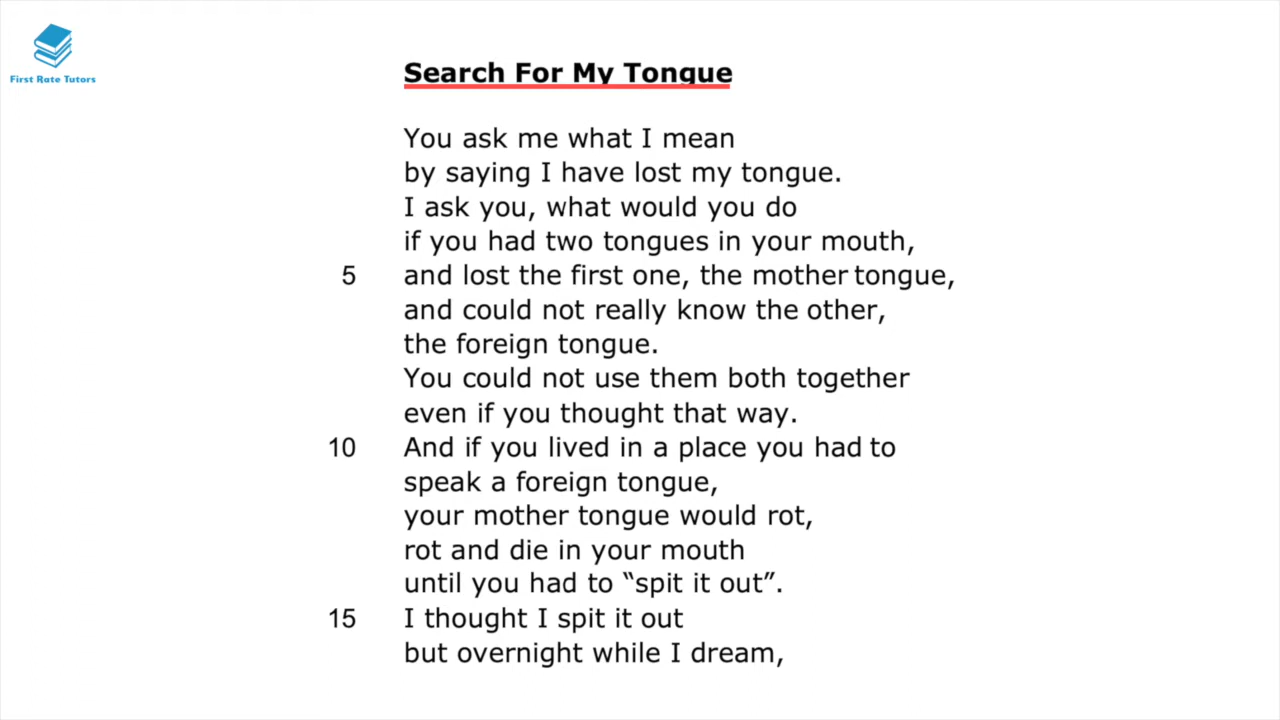 First Rate Tutors
Search For My Tongue
You ask me what I mean
by saying I have lost my tongue.
I ask you, what would you do
if you had two tongues in your mouth,
5 and lost the first one, the mother tongue,
and could not really know the other,
the foreign tongue.
You could not use them both together
even if you thought that way.
10 And if you lived in a place you had to
speak a foreign tongue,
your mother tongue would rot,
rot and die in your mouth
until you had to “spit it out”.
15 I thought I spit it out
but overnight while I dream,